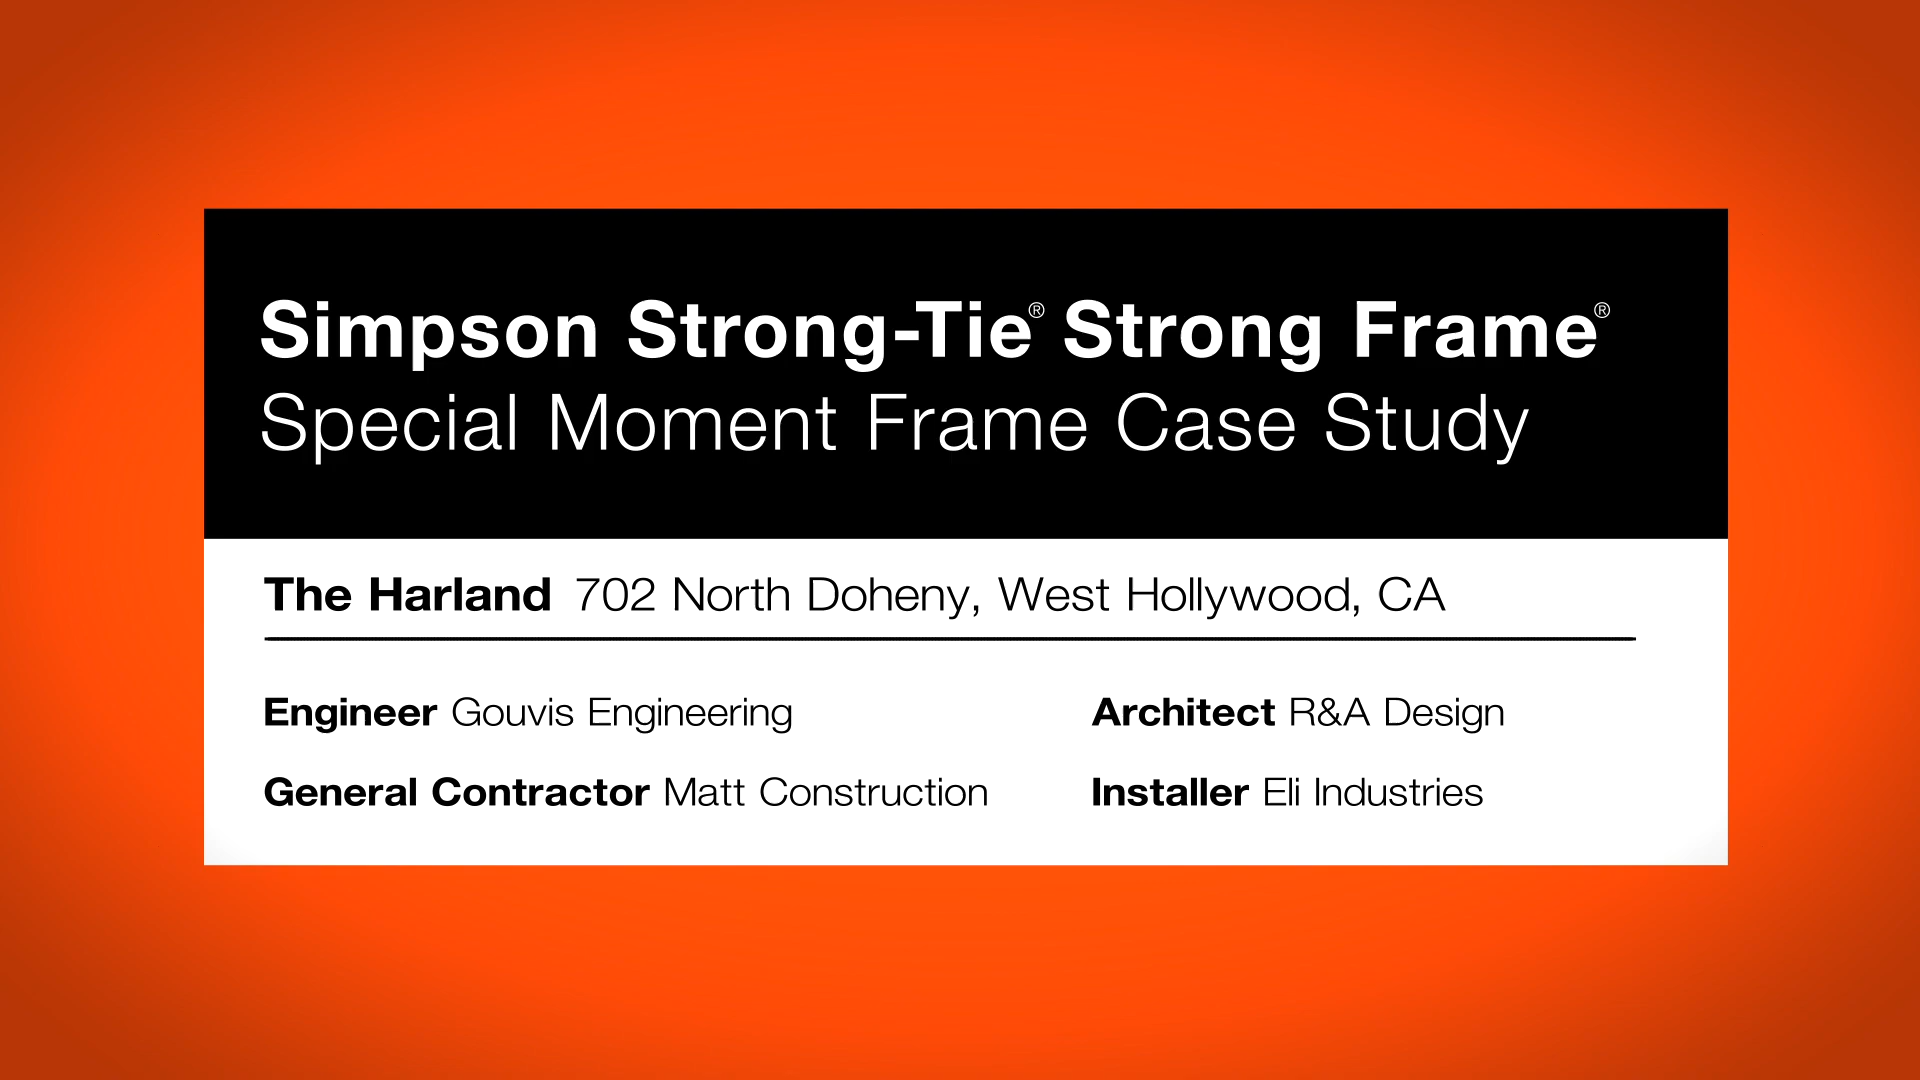 Simpson Strong-Tie® Strong Frame®
Special Moment Frame Case Study
The Harland 702 North Doheny, West Hollywood, CA
Engineer Gouvis Engineering
Architect R&A Design
General Contractor Matt Construction
Installer Eli Industries